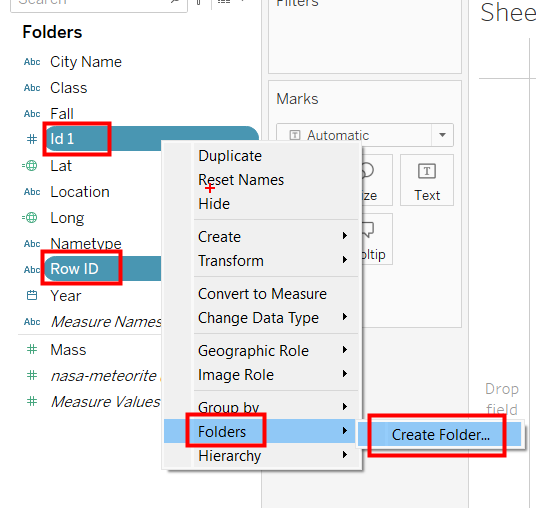 Search
Folders
Abc City Name
Abc Class
Abc Fall
# Id 1
Lat
Abc Location
Long
Abc Nametype
Abc Row ID
Year
Abc Measure Names
# Mass
# nasa-meteorite
# Measure Values
Filters
Marks
T Automatic
T
Text
Shee
Drop
field
Duplicate
Reset Names
Hide
Create
Transform
Convert to Measure
Change Data Type
Geographic Role
Image Role
Group by
Folders
Hierarchy
Create Folder...